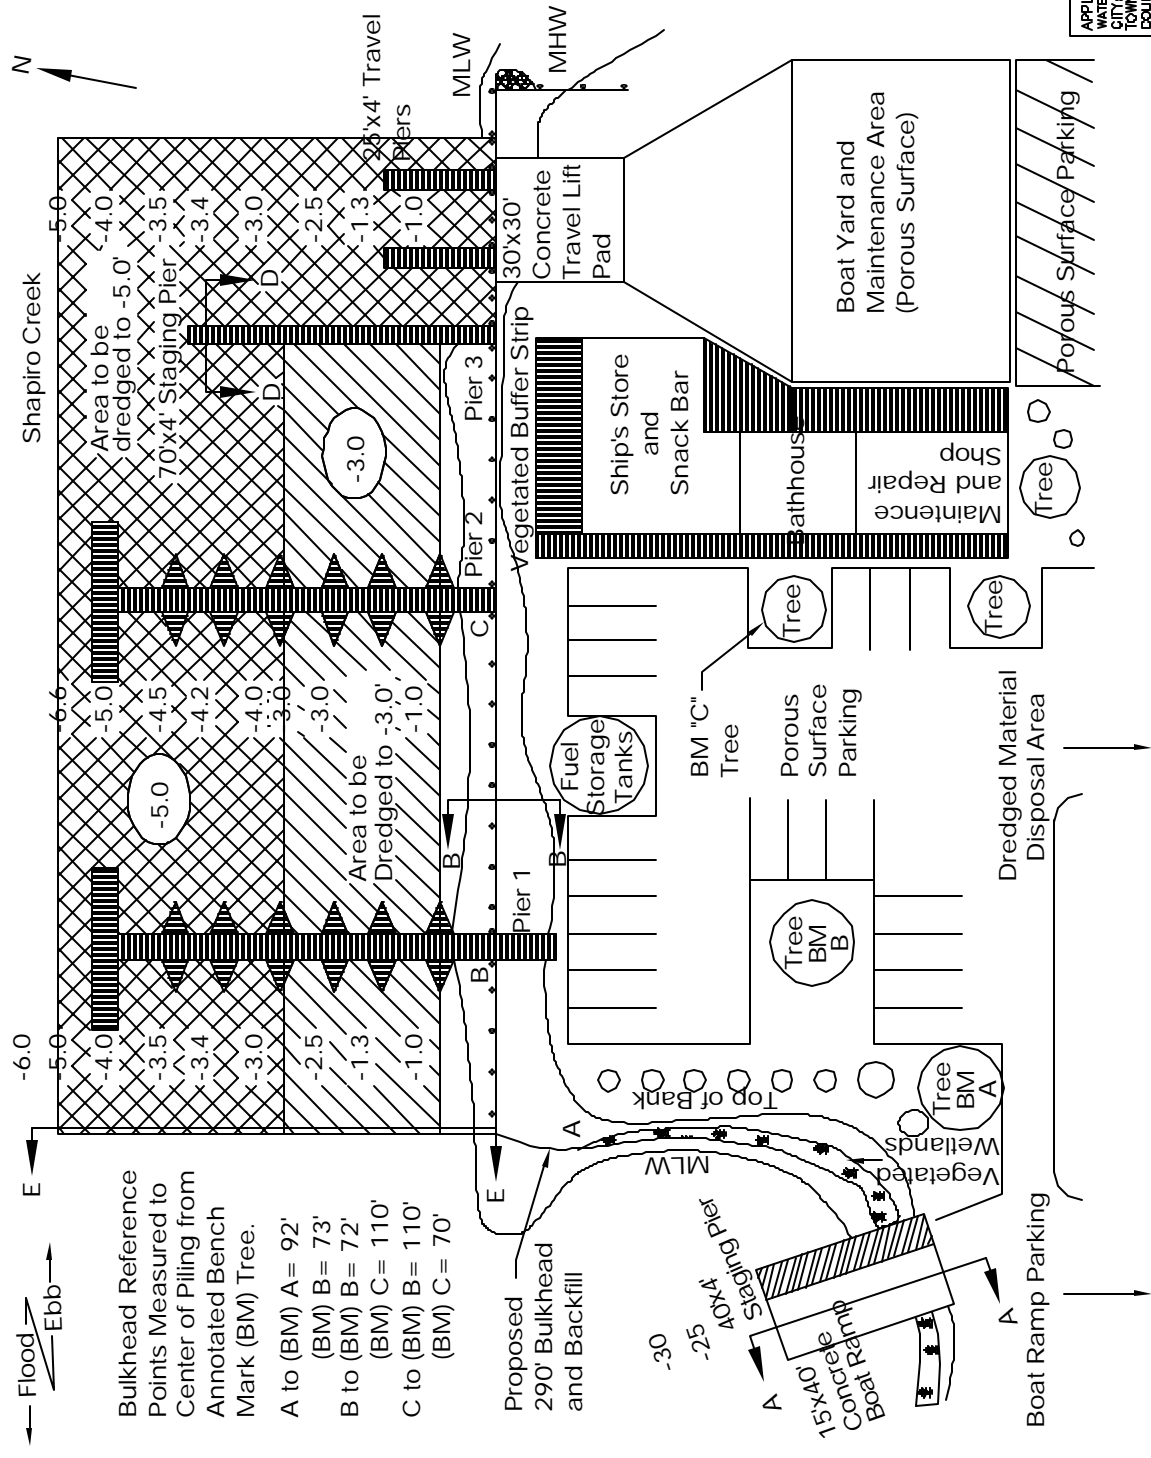 Flood
Ebb
E
Bulkhead Reference
Points Measured to
Center of Piling from
Annotated Bench
Mark (BM) Tree.
A to (BM) A= 92'
(BM) B= 73'
B to (BM) B= 72'
(BM) C= 110'
C to (BM) B= 110'
(BM) C= 70'
Proposed
290' Bulkhead
and Backfill
-30
-25
40x4'
Staging Pier
15'x40'
Concrete
Boat Ramp
A
A
Boat Ramp Parking
E
A
MLW
Top of Bank
Vegetated
Wetlands
Tree
BM
A
-6.0
-5.0
-4.0
-3.5
-3.4
-3.0
-2.5
-1.3
-1.0
B
Pier 1
B
B
Tree
BM
B
-5.0
Area to be
Dredged to -3.0'
Fuel
Storage
Tanks
Dredged Material
Disposal Area
-6.6
-5.0
-4.5
-4.2
-4.0
-3.0
-3.0
-1.0
BM "C"
Tree
Porous
Surface
Parking
C
Pier 2
Tree
Tree
Shapiro Creek
Area to be
dredged to -5.0'
70'x4' Staging Pier
D
D
-3.0
Pier 3
Vegetated Buffer Strip
Ship's Store
and
Snack Bar
Bathhouse
Maintence
and Repair
Shop
Tree
-5.0
-4.0
-3.5
-3.4
-3.0
-2.5
-1.3
-1.0
25'x4' Travel
Piers
30'x30'
Concrete
Travel Lift
Pad
Boat Yard and
Maintenance Area
(Porous Surface)
Porous Surface Parking
N
MLW
MHW
APPL
WATE
CITY:
TOWN